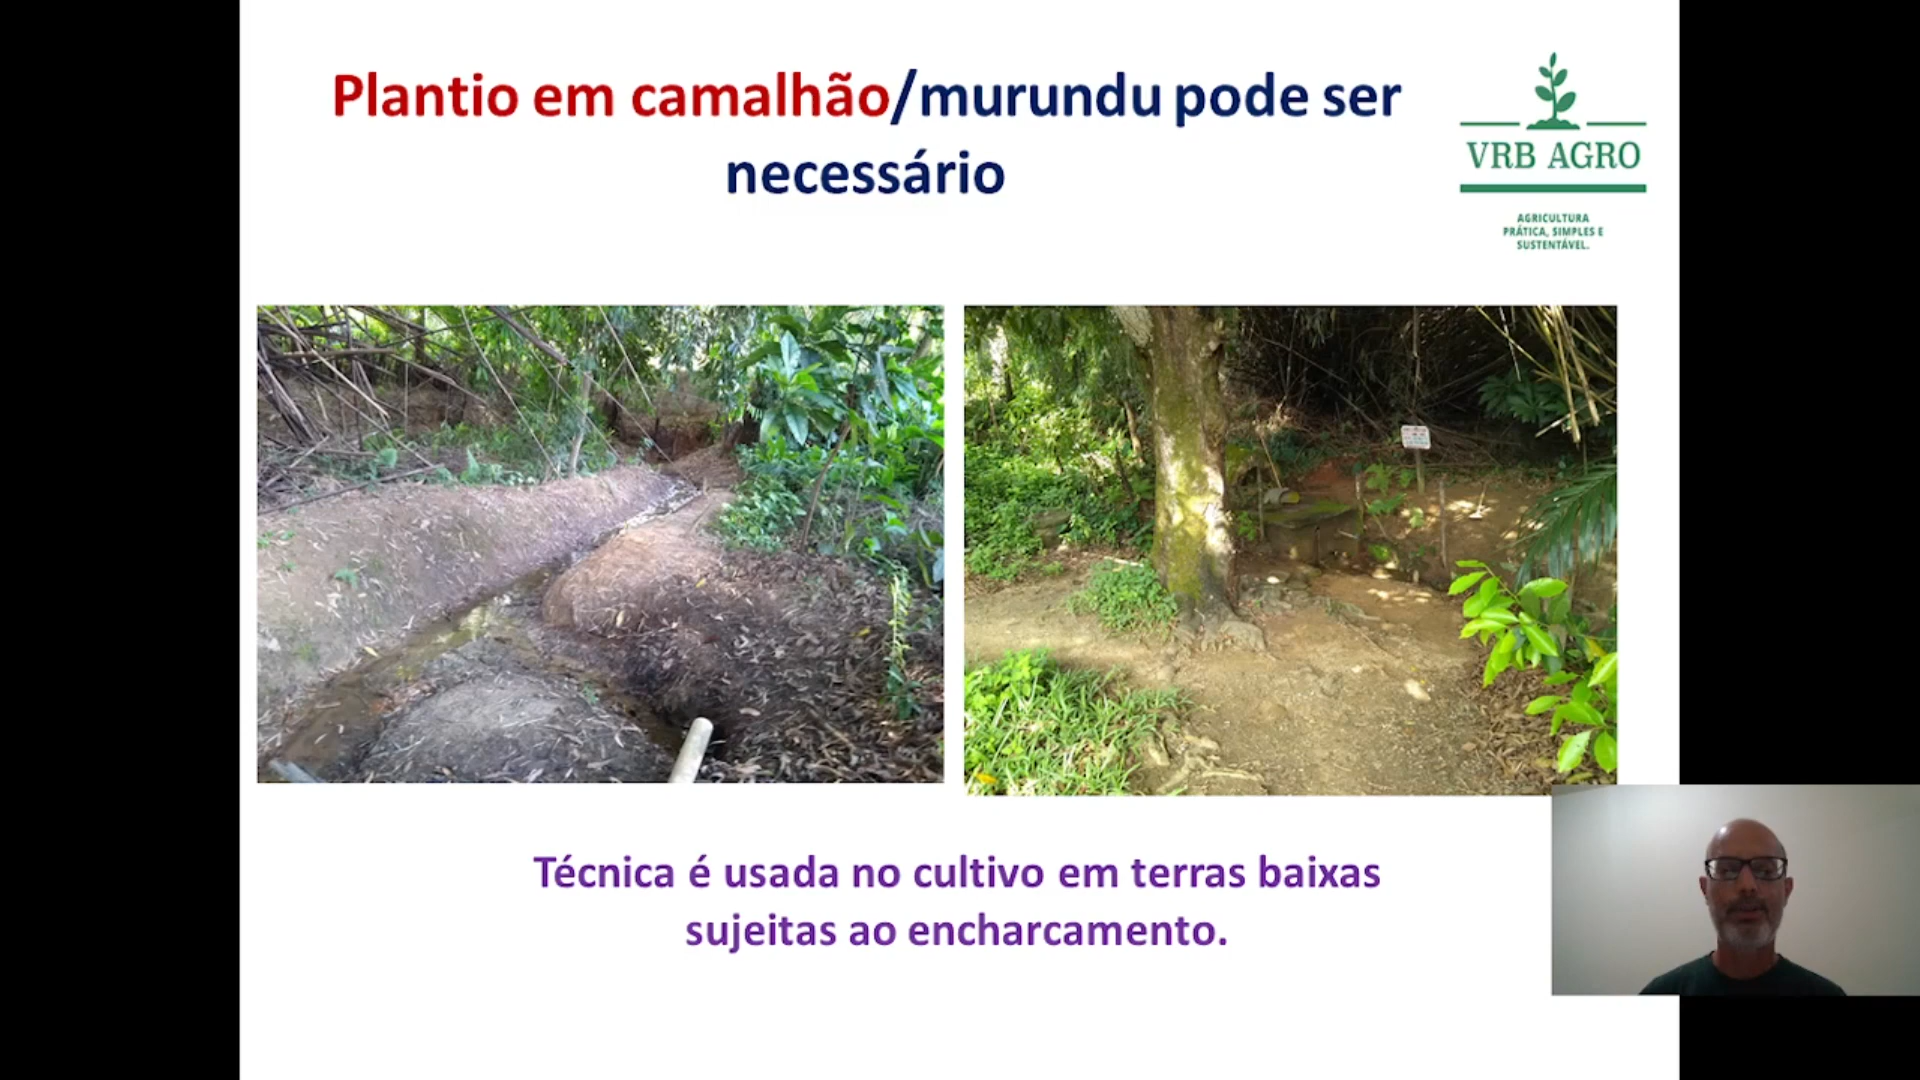 Plantio em camalhão/murundu pode ser
necessário
VRB AGRO
AGRICULTURA
PRÁTICA, SIMPLES E
SUSTENTÁVEL.
Técnica é usada no cultivo em terras baixas
sujeitas ao encharcamento.